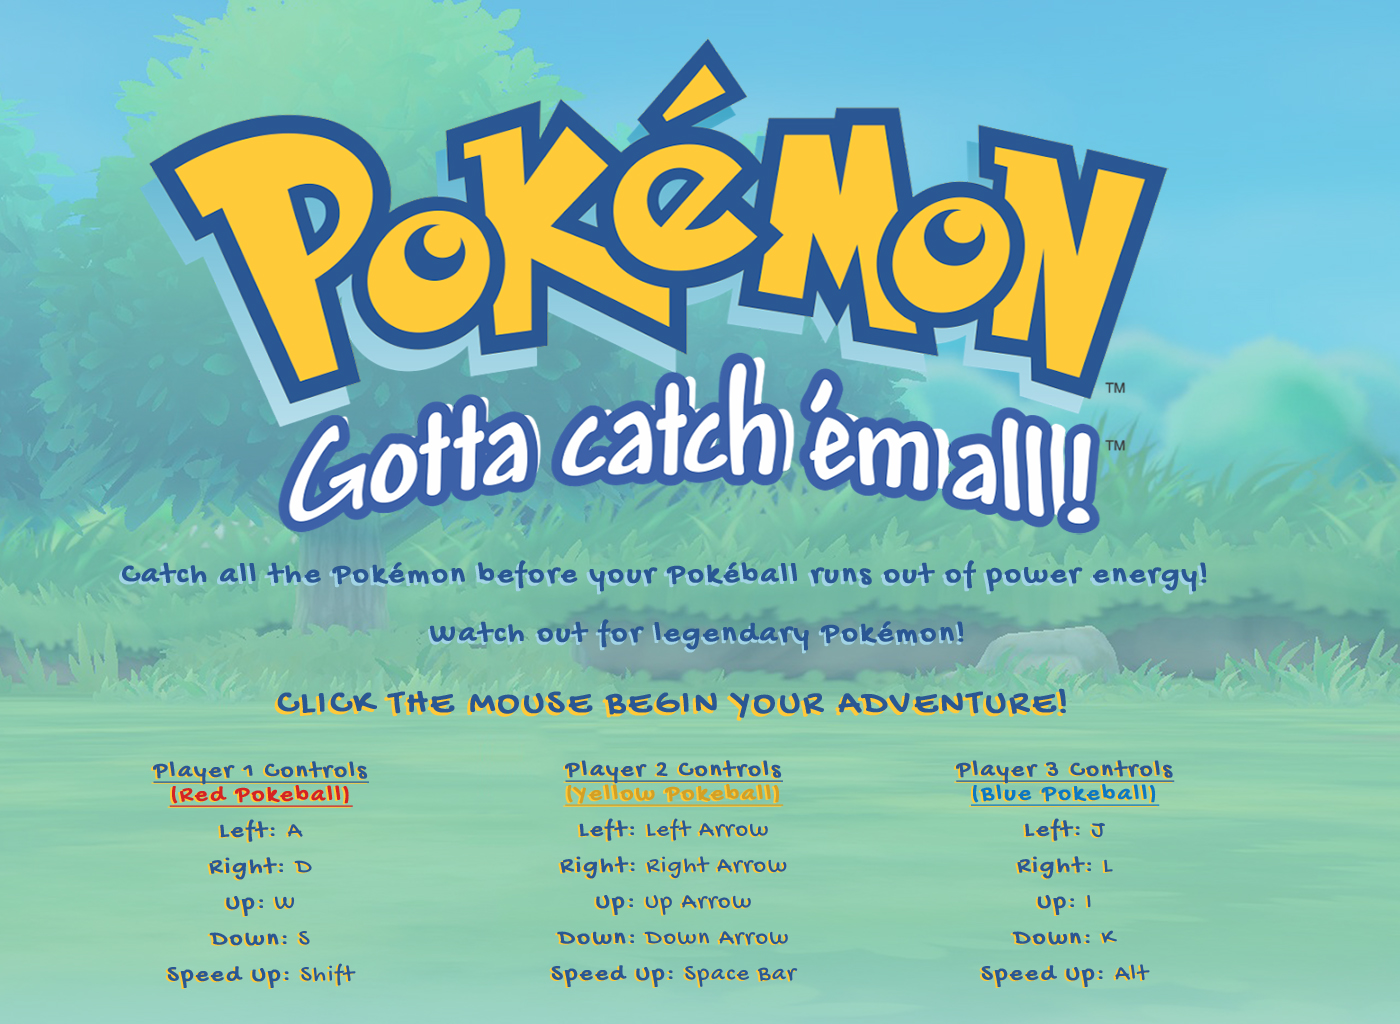 Pokémon
TM
Gotta catch 'em all!
TM
Catch all the Pokémon before your Pokéball runs out of power energy!
Watch out for legendary Pokémon!
CLICK THE MOUSE BEGIN YOUR ADVENTURE!
Player 1 Controls
(Red Pokeball)
Left: A
Right: D
Up: W
Down: S
Speed Up: Shift
Player 2 Controls
(Yellow Pokeball)
Left: Left Arrow
Right: Right Arrow
Up: Up Arrow
Down: Down Arrow
Speed Up: Space Bar
Player 3 Controls
(Blue Pokeball)
Left: J
Right: L
Up: I
Down: K
Speed Up: Alt